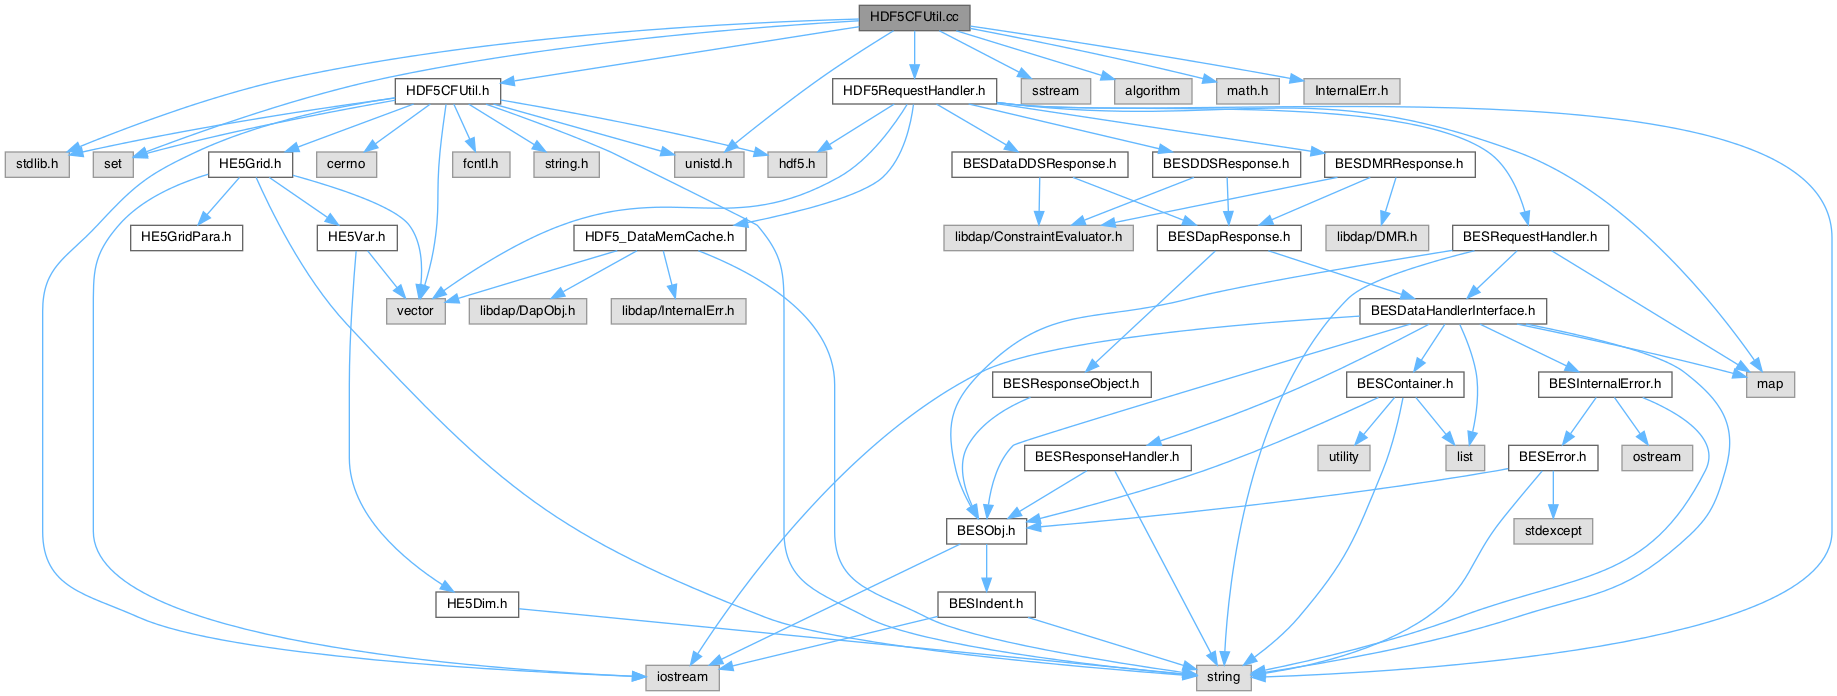 HDF5CFUtil.cc
HDF5CFUtil.h
HDF5RequestHandler.h
sstream
algorithm
math.h
InternalErr.h
stdlib.h
set
HE5Grid.h
cerrno
fcntl.h
string.h
unistd.h
hdf5.h
BESDataDDSResponse.h
BESDDSResponse.h
BESDMRResponse.h
HE5GridPara.h
HE5Var.h
HDF5_DataMemCache.h
libdap/ConstraintEvaluator.h
BESDapResponse.h
libdap/DMR.h
BESRequestHandler.h
vector
libdap/DapObj.h
libdap/InternalErr.h
BESDataHandlerInterface.h
BESResponseObject.h
BESContainer.h
BESInternalError.h
map
BESResponseHandler.h
utility
list
BESError.h
ostream
BESObj.h
stdexcept
HE5Dim.h
BESIndent.h
iostream
string